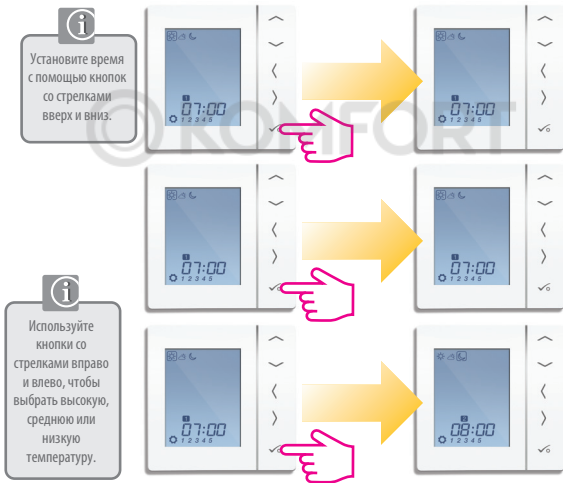 Установите время
с помощью кнопок
со стрелками
вверх и вниз.
1
07:00
1 2 3 4 5
1
07:00
1 2 3 4 5
© KOMFORT
1
07:00
1 2 3 4 5
1
07:00
1 2 3 4 5
Используйте
кнопки со
стрелками вправо
и влево, чтобы
выбрать высокую,
среднюю или
низкую
температуру.
1
07:00
1 2 3 4 5
2
08:00
1 2 3 4 5